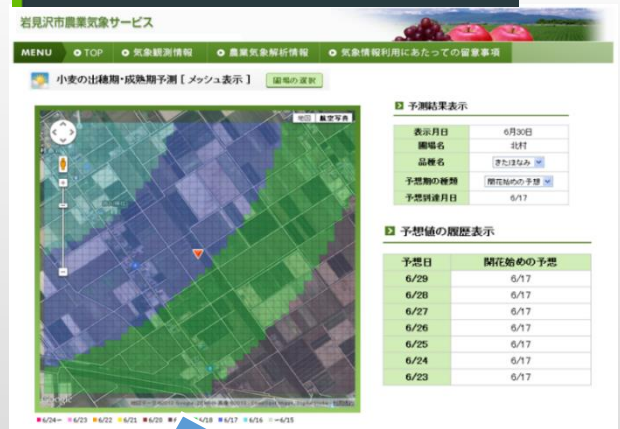 岩見沢市農業気象サービス
MENU TOP 気象観測情報 農業気象解析情報 気象情報利用にあたっての留意事項
小麦の出穂期・成熟期予測 [ メッシュ表示 ] 圃場の選択
地図 航空写真
予測結果表示
表示月日 6月30日
圃場名 北村
品種名 きたほなみ
予想期の種類 開花始めの予想
予想到達月日 6/17
予想値の履歴表示
予想日 開花始めの予想
6/29 6/17
6/28 6/17
6/27 6/17
6/26 6/17
6/25 6/17
6/24 6/17
6/23 6/17
6/24~ 6/23 6/22 6/21 6/20 6/18 6/17 6/16 ~6/15